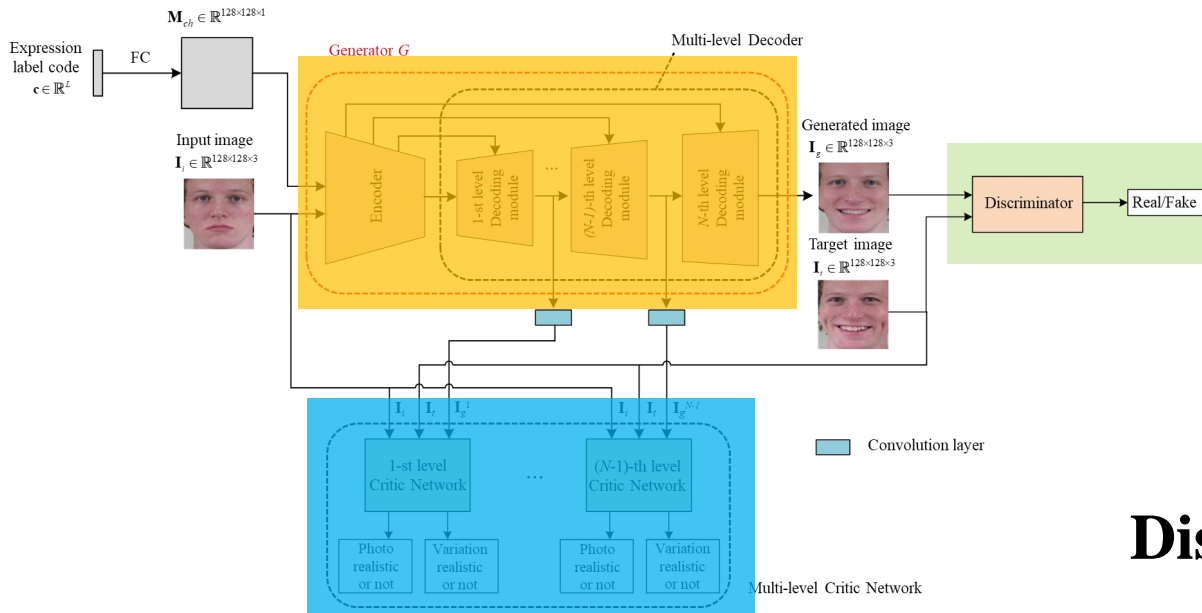 M_ch ∈ ℝ^128×128×1
Expression
label code
c ∈ ℝ^L
FC
Generator G
Multi-level Decoder
Input image
I_i ∈ ℝ^128×128×3
Encoder
1-st level
Decoding
module
...
(N-1)-th level
Decoding
module
N-th level
Decoding
module
Generated image
I_g ∈ ℝ^128×128×3
Target image
I_t ∈ ℝ^128×128×3
Discriminator
Real/Fake
I_i I_t I_g^1
I_i I_t I_g^N-1
1-st level
Critic Network
...
(N-1)-th level
Critic Network
Photo
realistic
or not
Variation
realistic
or not
Photo
realistic
or not
Variation
realistic
or not
Multi-level Critic Network
Convolution layer
Dis